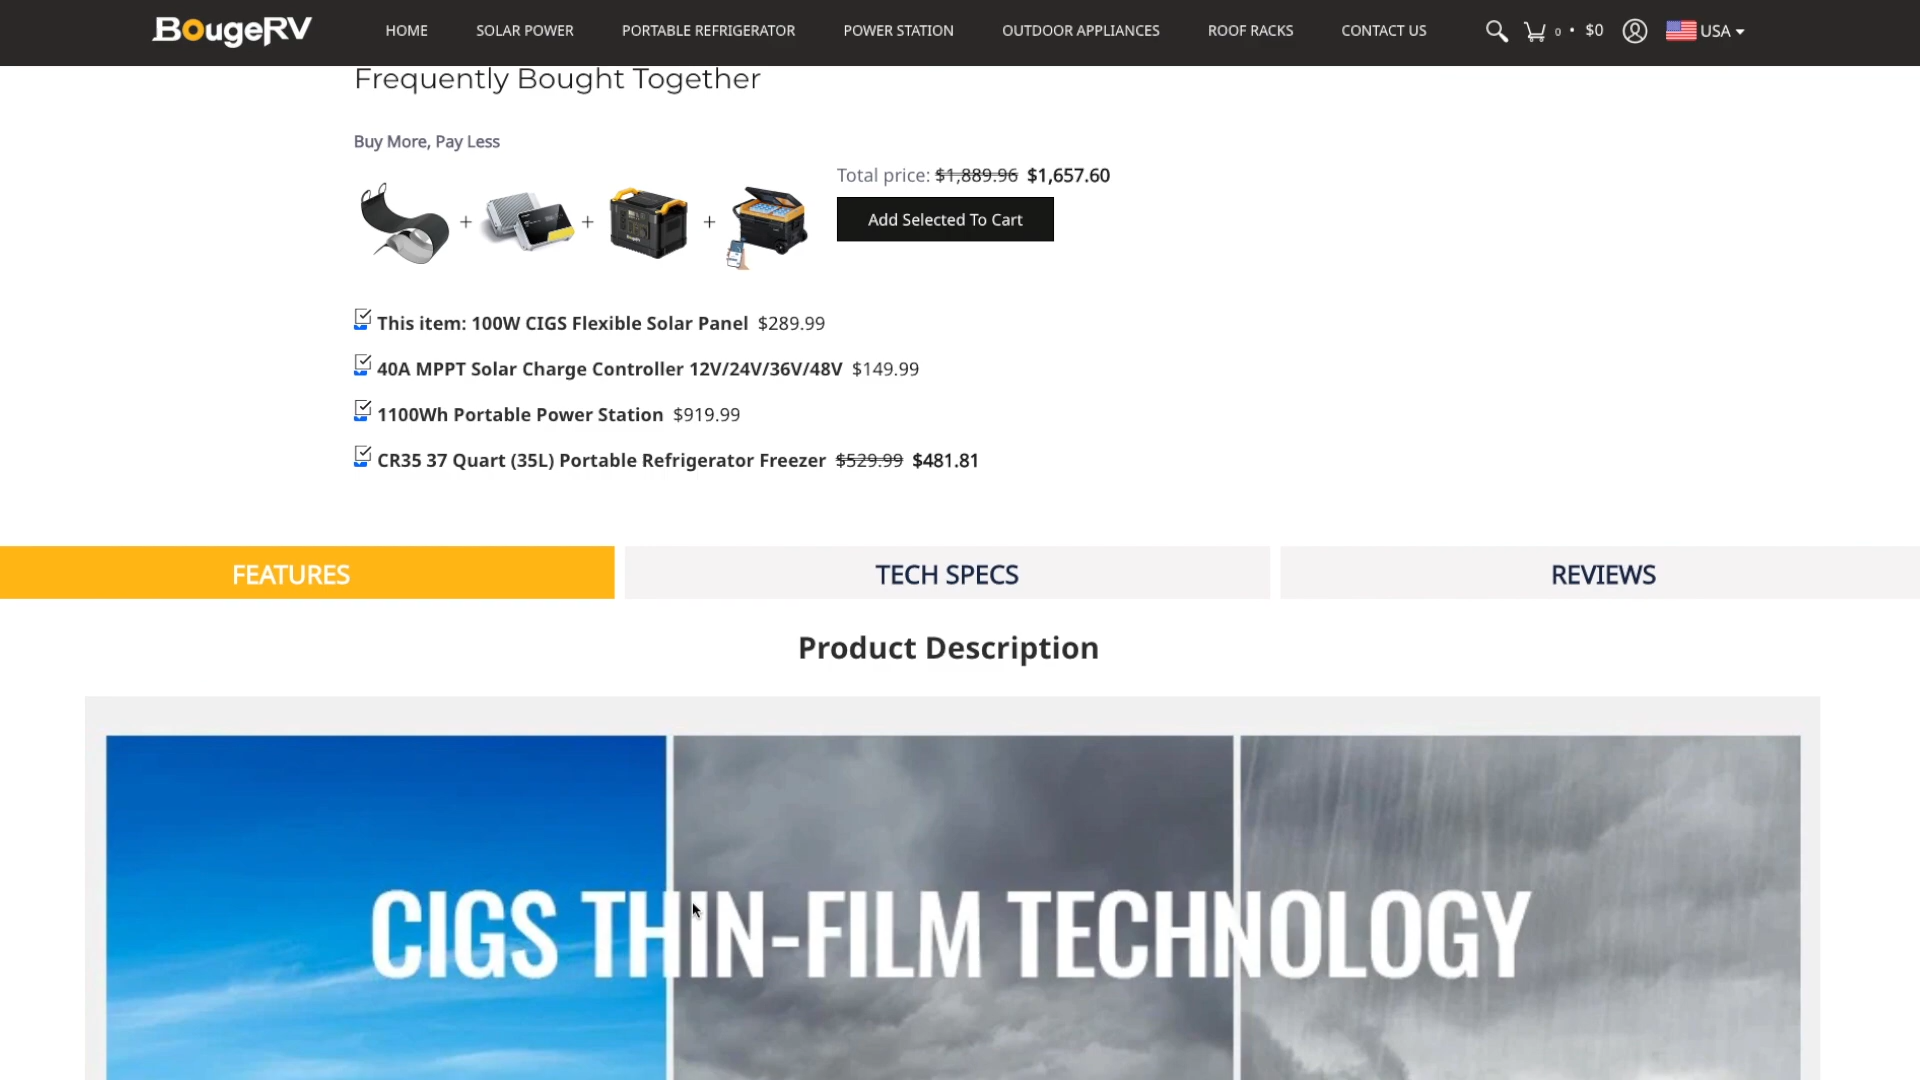 BougeRV
HOME
SOLAR POWER
PORTABLE REFRIGERATOR
POWER STATION
OUTDOOR APPLIANCES
ROOF RACKS
CONTACT US
0 • $0
USA
Frequently Bought Together
Buy More, Pay Less
+ + +
Total price: $1,889.96 $1,657.60
Add Selected To Cart
This item: 100W CIGS Flexible Solar Panel $289.99
40A MPPT Solar Charge Controller 12V/24V/36V/48V $149.99
1100Wh Portable Power Station $919.99
CR35 37 Quart (35L) Portable Refrigerator Freezer $529.99 $481.81
FEATURES
TECH SPECS
REVIEWS
Product Description
CIGS THIN-FILM TECHNOLOGY